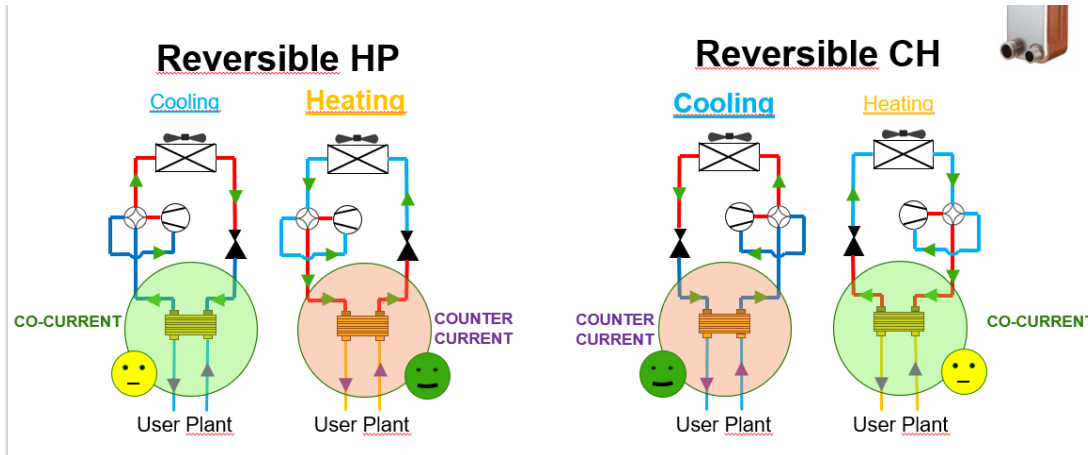 Reversible HP
Cooling
Heating
CO-CURRENT
COUNTER
CURRENT
User Plant
User Plant
Reversible CH
Cooling
Heating
COUNTER
CURRENT
CO-CURRENT
User Plant
User Plant